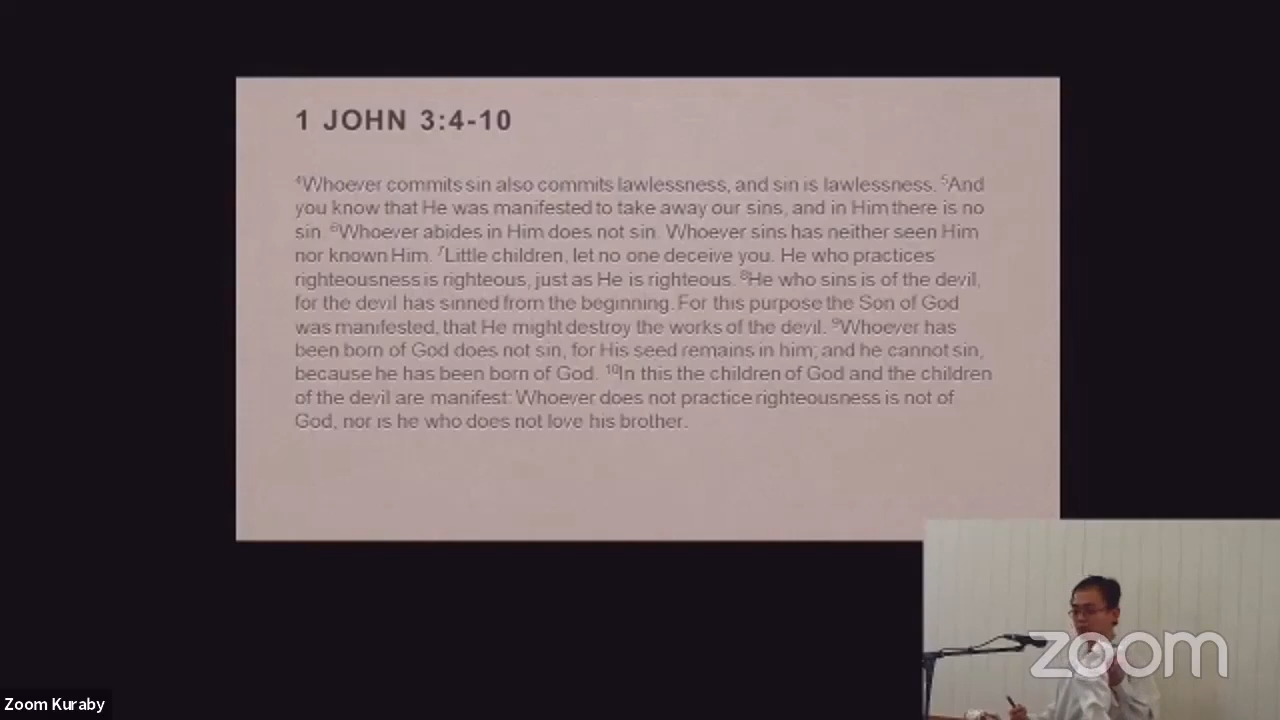 1 JOHN 3:4-10
⁴Whoever commits sin also commits lawlessness, and sin is lawlessness. ⁵And
you know that He was manifested to take away our sins, and in Him there is no
sin. ⁶Whoever abides in Him does not sin. Whoever sins has neither seen Him
nor known Him. ⁷Little children, let no one deceive you. He who practices
righteousness is righteous, just as He is righteous. ⁸He who sins is of the devil,
for the devil has sinned from the beginning. For this purpose the Son of God
was manifested, that He might destroy the works of the devil. ⁹Whoever has
been born of God does not sin, for His seed remains in him; and he cannot sin,
because he has been born of God. ¹⁰In this the children of God and the children
of the devil are manifest: Whoever does not practice righteousness is not of
God, nor is he who does not love his brother.
zoom
Zoom Kuraby